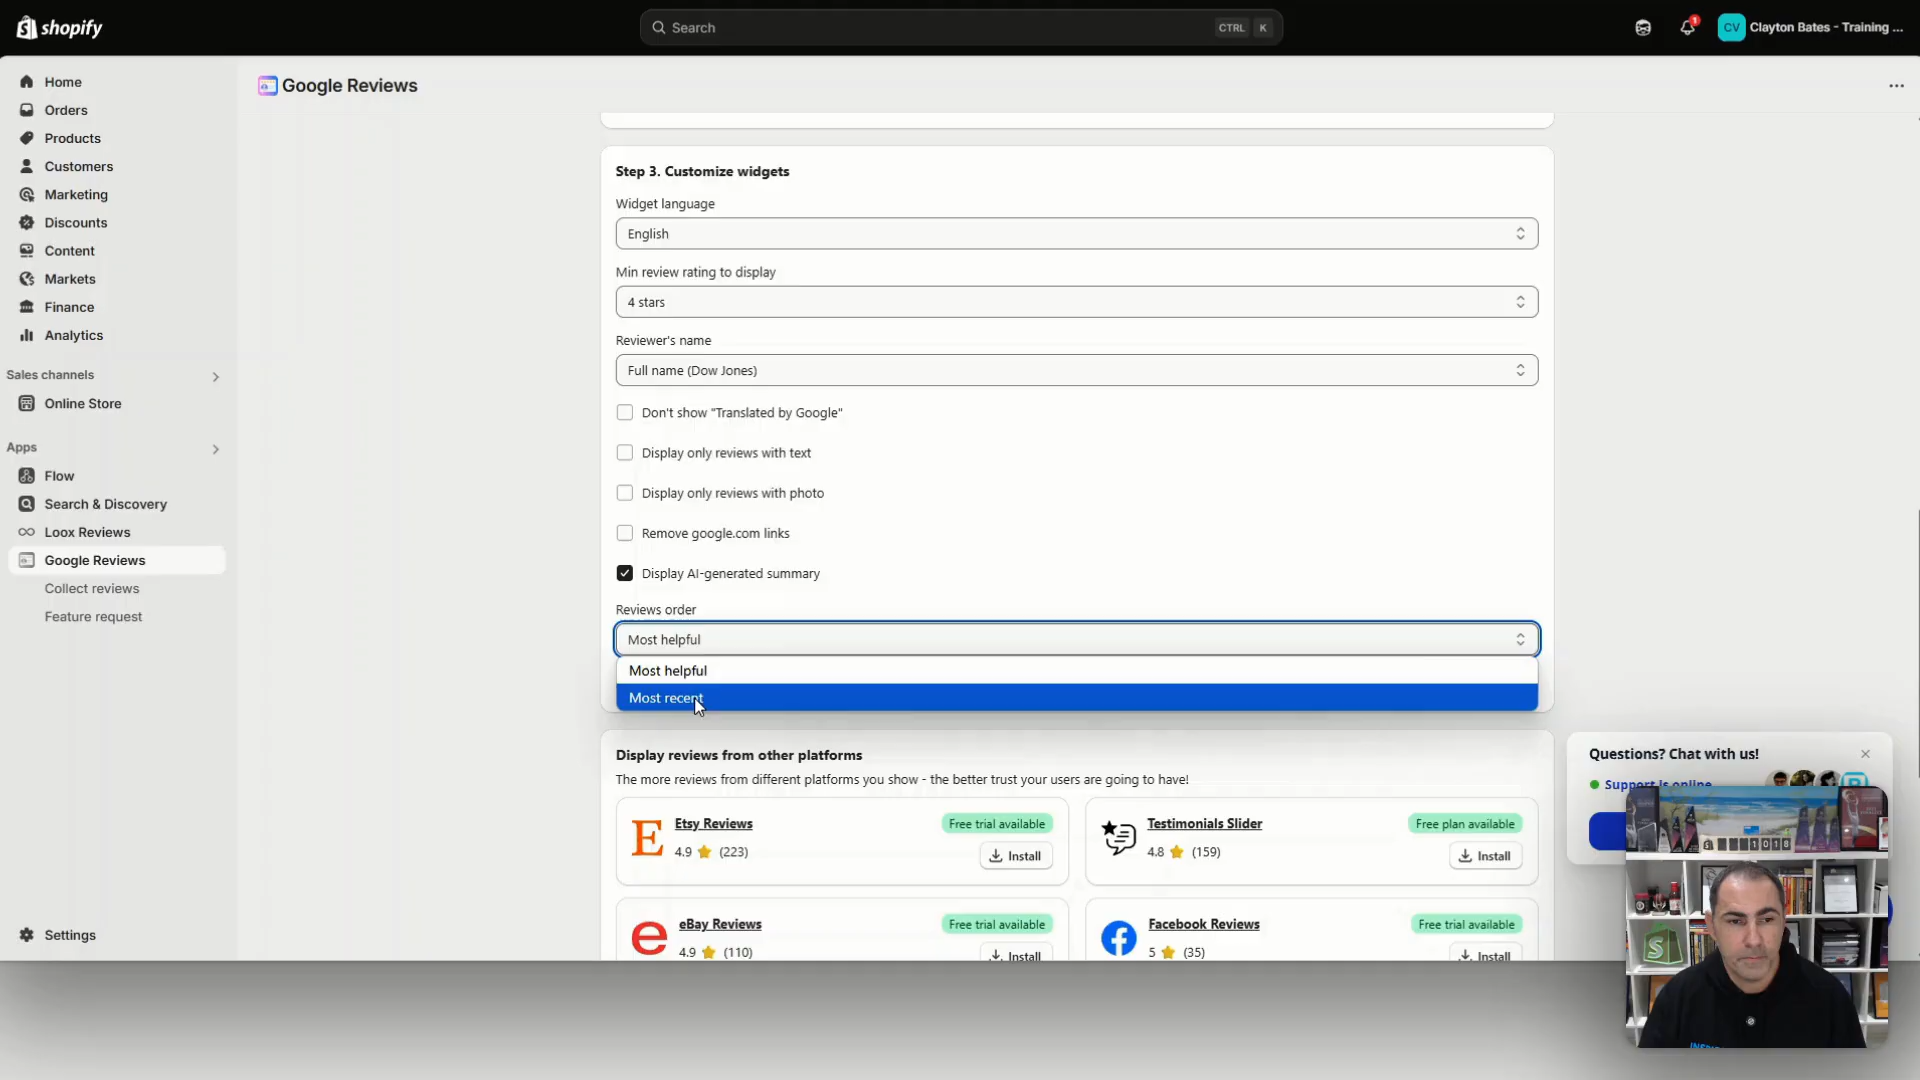 shopify
Search
CTRL K
1
CV
Clayton Bates - Training ...
Home
Orders
Products
Customers
Marketing
Discounts
Content
Markets
Finance
Analytics
Sales channels
Online Store
Apps
Flow
Search & Discovery
Loox Reviews
Google Reviews
Collect reviews
Feature request
Settings
Google Reviews
Step 3. Customize widgets
Widget language
English
Min review rating to display
4 stars
Reviewer's name
Full name (Dow Jones)
Don't show "Translated by Google"
Display only reviews with text
Display only reviews with photo
Remove google.com links
Display AI-generated summary
Reviews order
Most helpful
Most helpful
Most recent
Display reviews from other platforms
The more reviews from different platforms you show - the better trust your users are going to have!
Etsy Reviews
Free trial available
4.9 (223)
Install
Testimonials Slider
Free plan available
4.8 (159)
Install
eBay Reviews
Free trial available
4.9 (110)
Install
Facebook Reviews
Free trial available
5 (35)
Install
Questions? Chat with us!
Support is online
1018